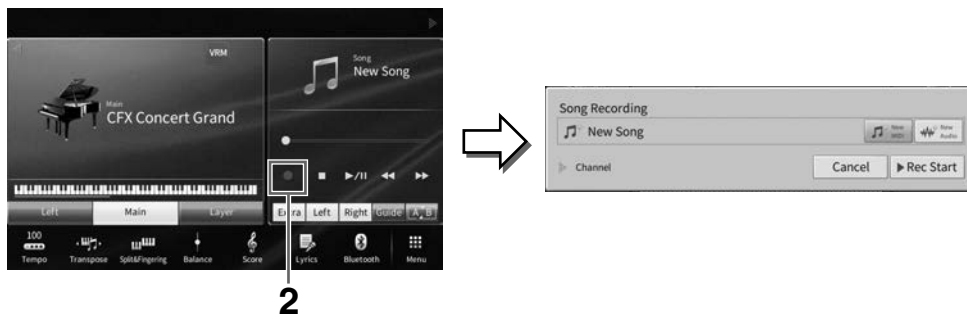 VRM
Main
CFX Concert Grand
Song
New Song
Left
Main
Layer
Extra
Left
Right
Guide
A B
100
Tempo
Transpose
Split&Fingering
Balance
Score
Lyrics
Bluetooth
Menu
2
Song Recording
New Song
New
MIDI
New
Audio
Channel
Cancel
Rec Start